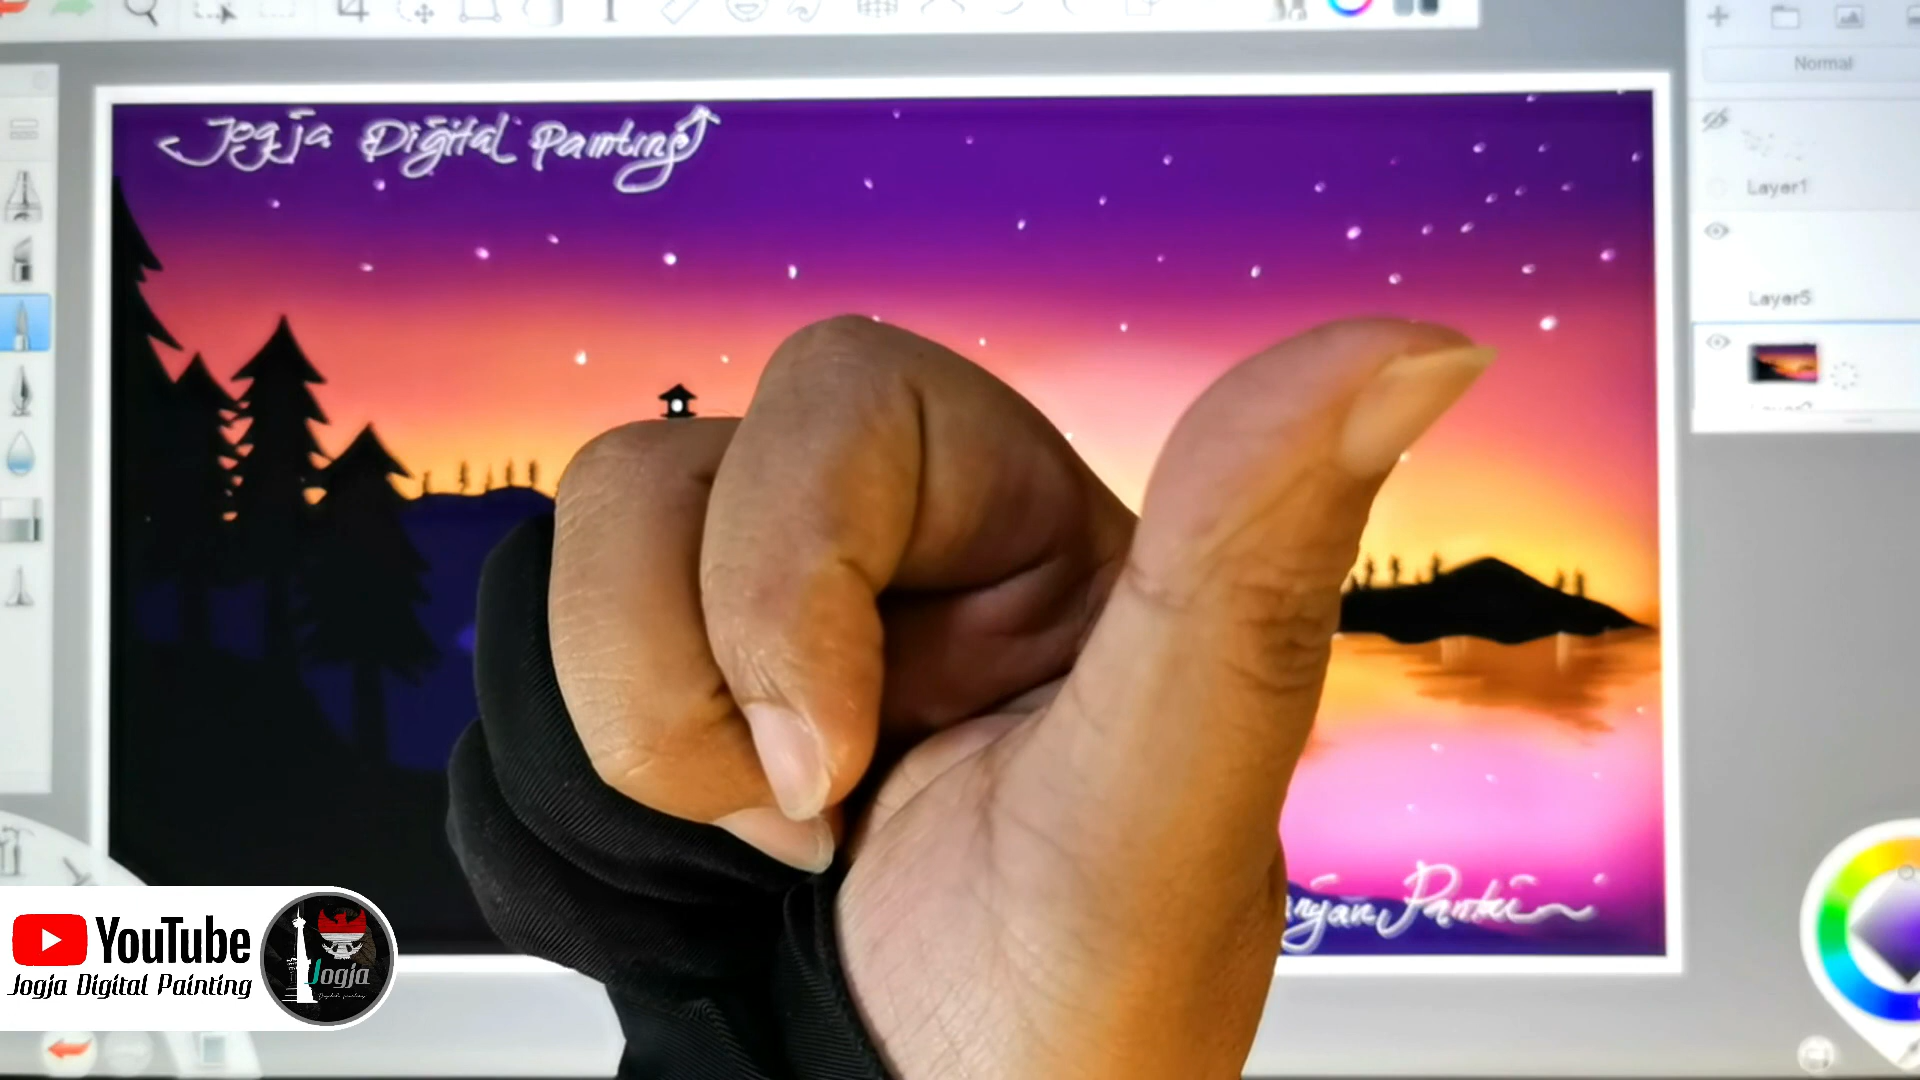 Jogja Digital Painting
Normal
Layer1
Layer5
YouTube
Jogja Digital Painting
Jogja